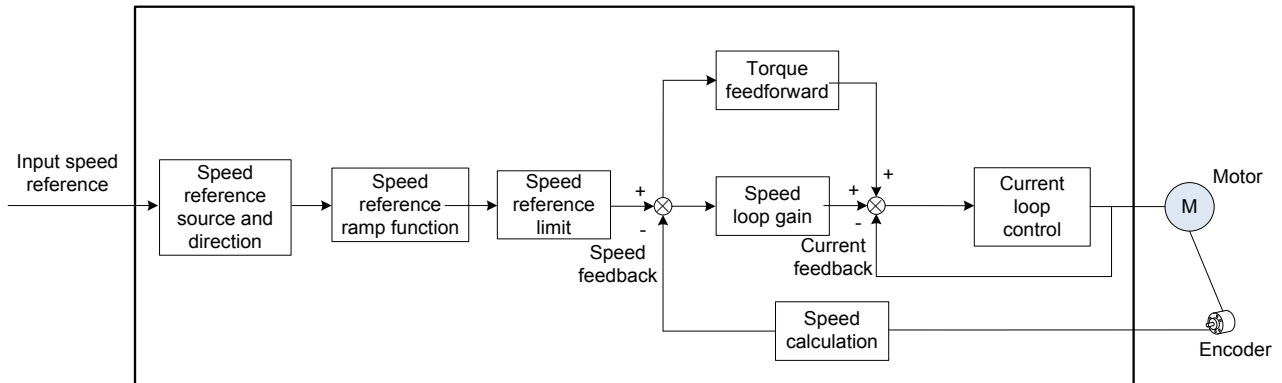 Torque
feedforward
Input speed
reference
Speed
reference
source and
direction
Speed
reference
ramp function
Speed
reference
limit
+
-
Speed
feedback
Speed
loop gain
+
+
-
Current
feedback
Current
loop
control
Motor
M
Speed
calculation
Encoder